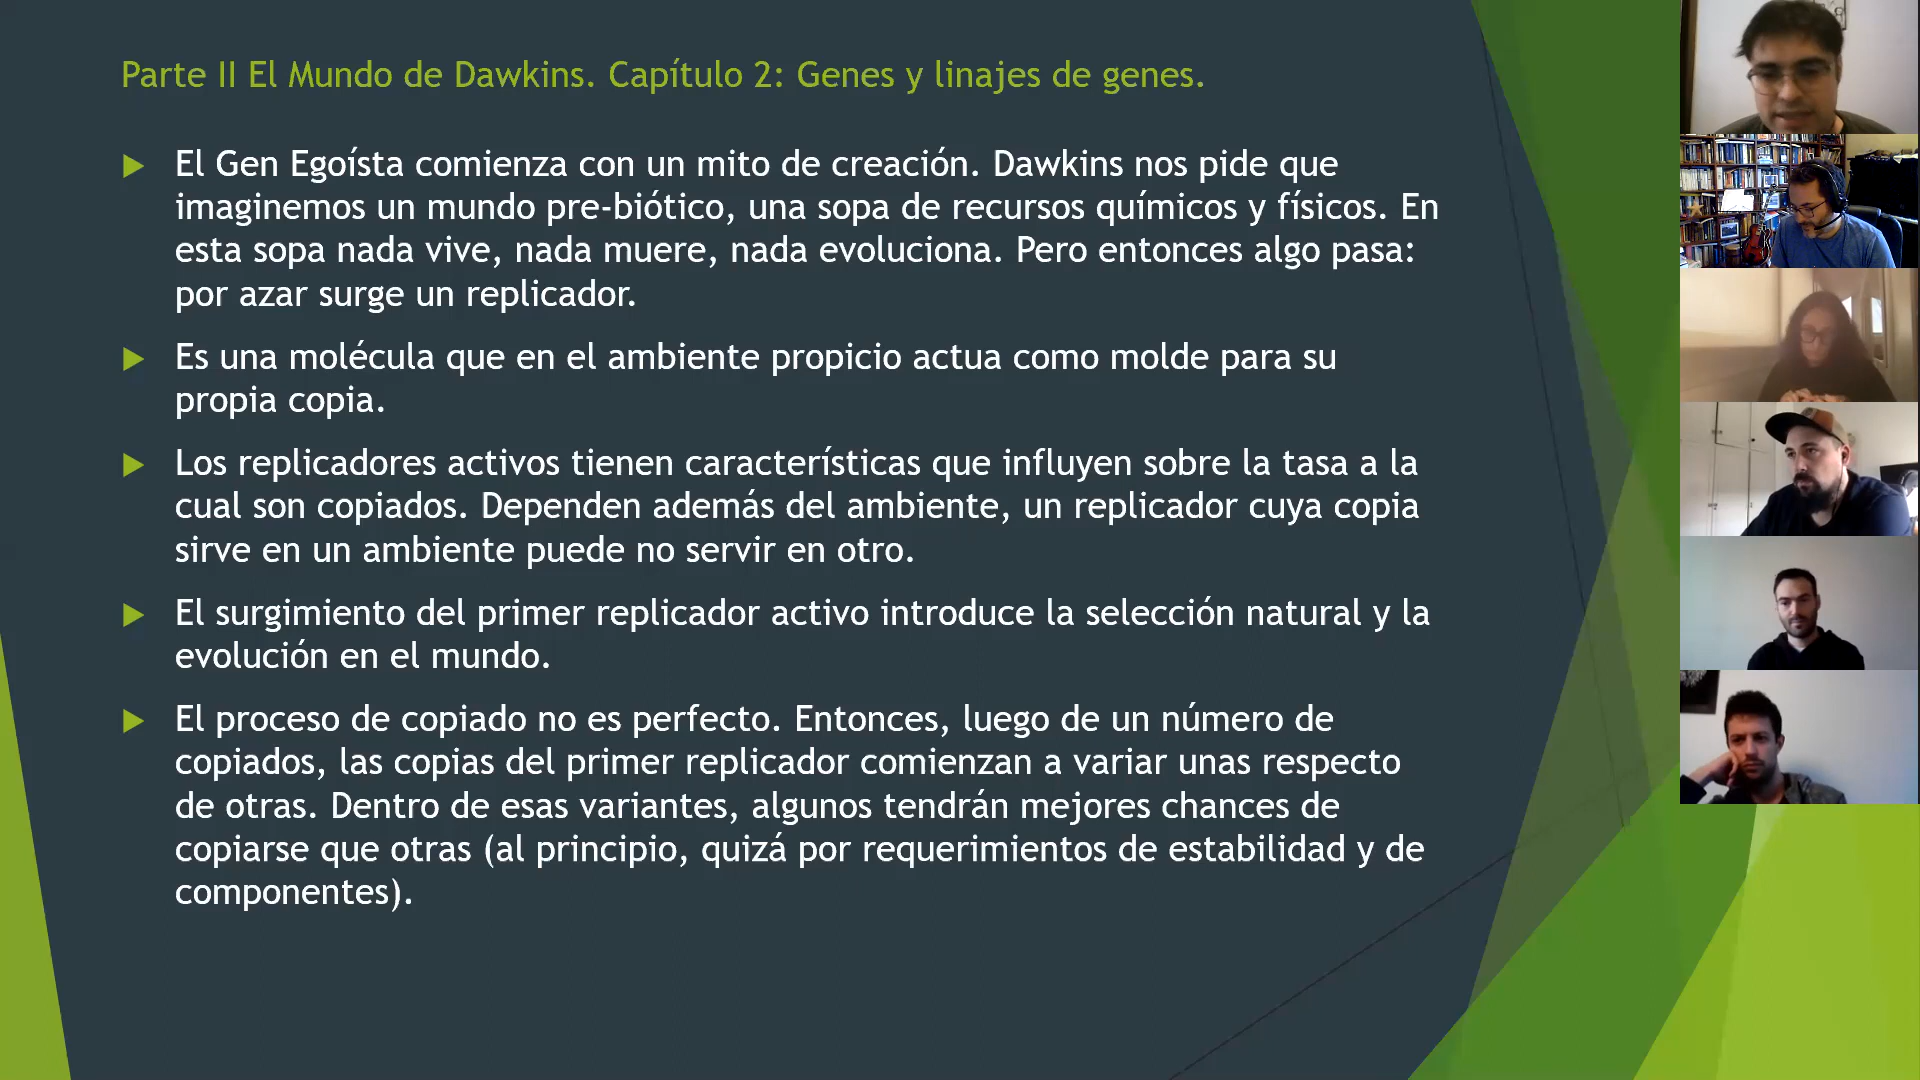 Parte II El Mundo de Dawkins. Capítulo 2: Genes y linajes de genes.
El Gen Egoísta comienza con un mito de creación. Dawkins nos pide que
imaginemos un mundo pre-biótico, una sopa de recursos químicos y físicos. En
esta sopa nada vive, nada muere, nada evoluciona. Pero entonces algo pasa:
por azar surge un replicador.
Es una molécula que en el ambiente propicio actua como molde para su
propia copia.
Los replicadores activos tienen características que influyen sobre la tasa a la
cual son copiados. Dependen además del ambiente, un replicador cuya copia
sirve en un ambiente puede no servir en otro.
El surgimiento del primer replicador activo introduce la selección natural y la
evolución en el mundo.
El proceso de copiado no es perfecto. Entonces, luego de un número de
copiados, las copias del primer replicador comienzan a variar unas respecto
de otras. Dentro de esas variantes, algunos tendrán mejores chances de
copiarse que otras (al principio, quizá por requerimientos de estabilidad y de
componentes).